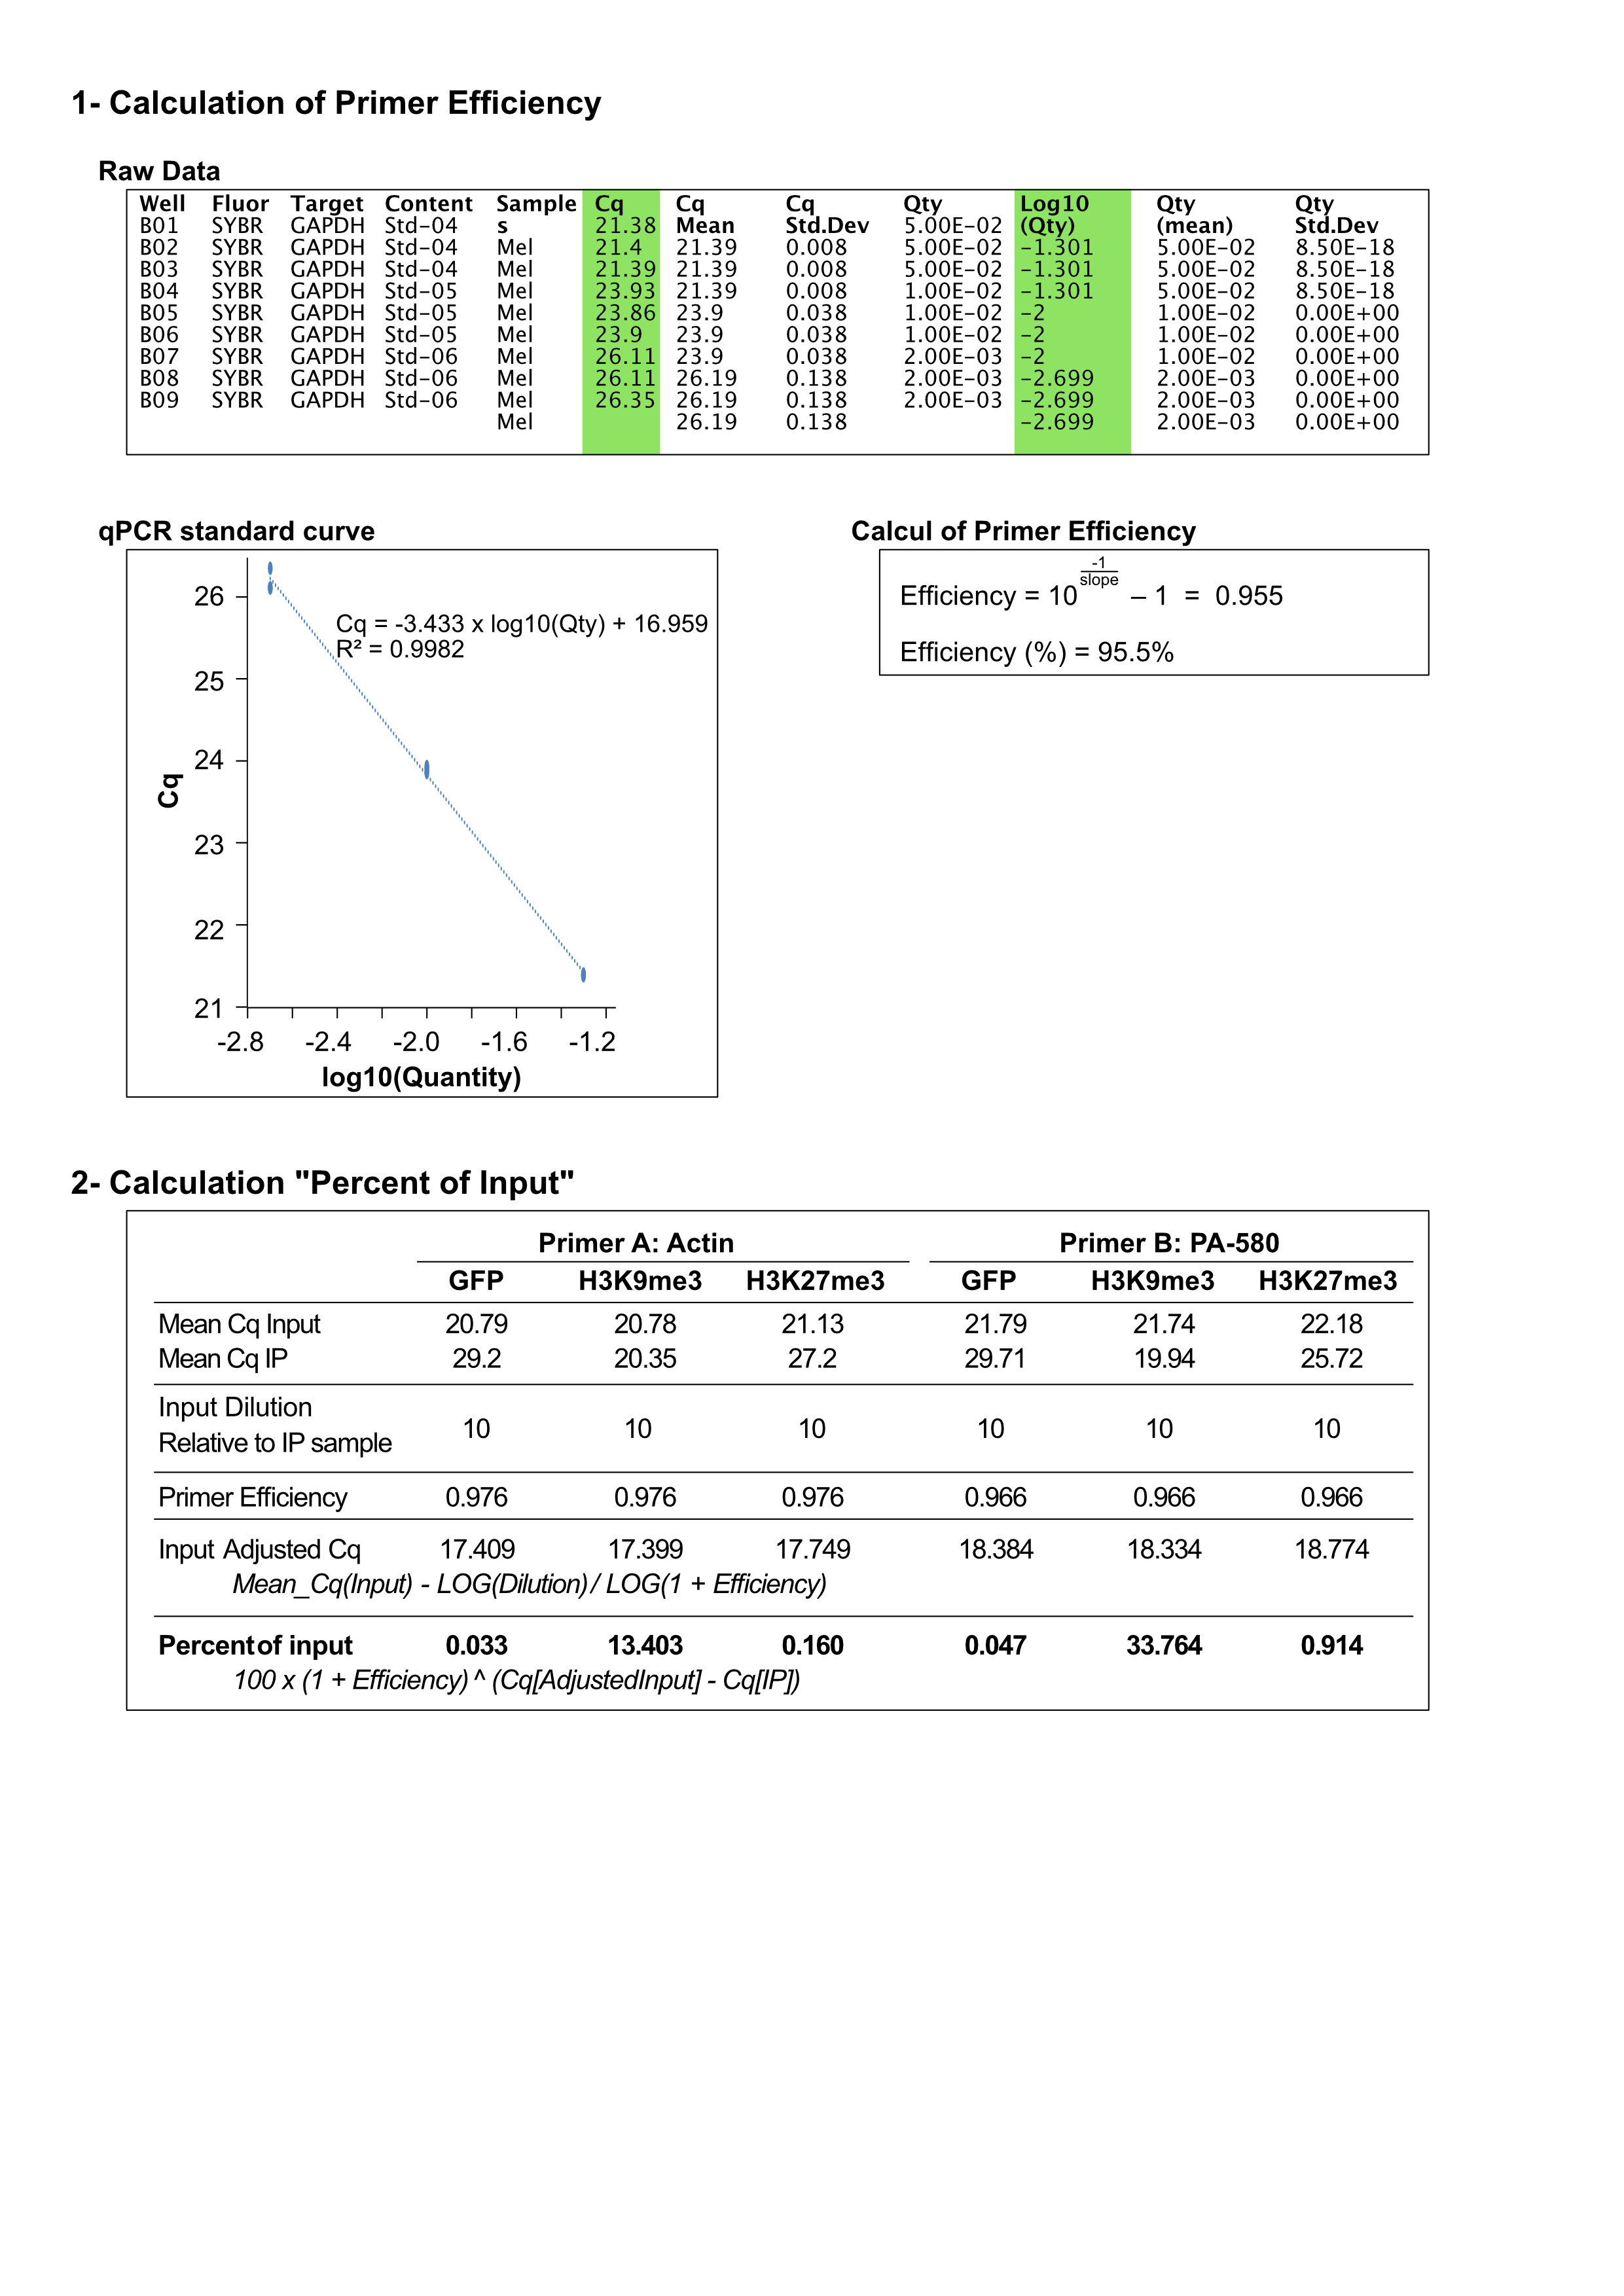 1- Calculation of Primer Efficiency
Raw Data
Well Fluor Target Content Sample Cq Cq Cq Qty Log10 Qty Qty
B01 SYBR GAPDH Std-04 s 21.38 Mean Std.Dev 5.00E-02 (Qty) (mean) Std.Dev
B02 SYBR GAPDH Std-04 Mel 21.4 21.39 0.008 5.00E-02 -1.301 5.00E-02 8.50E-18
B03 SYBR GAPDH Std-04 Mel 21.39 21.39 0.008 5.00E-02 -1.301 5.00E-02 8.50E-18
B04 SYBR GAPDH Std-05 Mel 23.93 21.39 0.008 1.00E-02 -1.301 5.00E-02 8.50E-18
B05 SYBR GAPDH Std-05 Mel 23.86 23.9 0.038 1.00E-02 -2 1.00E-02 0.00E+00
B06 SYBR GAPDH Std-05 Mel 23.9 23.9 0.038 1.00E-02 -2 1.00E-02 0.00E+00
B07 SYBR GAPDH Std-06 Mel 26.11 23.9 0.038 2.00E-03 -2 1.00E-02 0.00E+00
B08 SYBR GAPDH Std-06 Mel 26.11 26.19 0.138 2.00E-03 -2.699 2.00E-03 0.00E+00
B09 SYBR GAPDH Std-06 Mel 26.35 26.19 0.138 2.00E-03 -2.699 2.00E-03 0.00E+00
Mel 26.19 0.138 -2.699 2.00E-03 0.00E+00
qPCR standard curve
26
Cq = -3.433 x log10(Qty) + 16.959
R² = 0.9982
25
24
Cq
23
22
21
-2.8 -2.4 -2.0 -1.6 -1.2
log10(Quantity)
Calcul of Primer Efficiency
-1
slope
Efficiency = 10 – 1 = 0.955
Efficiency (%) = 95.5%
2- Calculation "Percent of Input"
Primer A: Actin Primer B: PA-580
GFP H3K9me3 H3K27me3 GFP H3K9me3 H3K27me3
Mean Cq Input 20.79 20.78 21.13 21.79 21.74 22.18
Mean Cq IP 29.2 20.35 27.2 29.71 19.94 25.72
Input Dilution
Relative to IP sample 10 10 10 10 10 10
Primer Efficiency 0.976 0.976 0.976 0.966 0.966 0.966
Input Adjusted Cq 17.409 17.399 17.749 18.384 18.334 18.774
Mean_Cq(Input) - LOG(Dilution)/ LOG(1 + Efficiency)
Percent of input 0.033 13.403 0.160 0.047 33.764 0.914
100 x (1 + Efficiency) ^ (Cq[AdjustedInput] - Cq[IP])